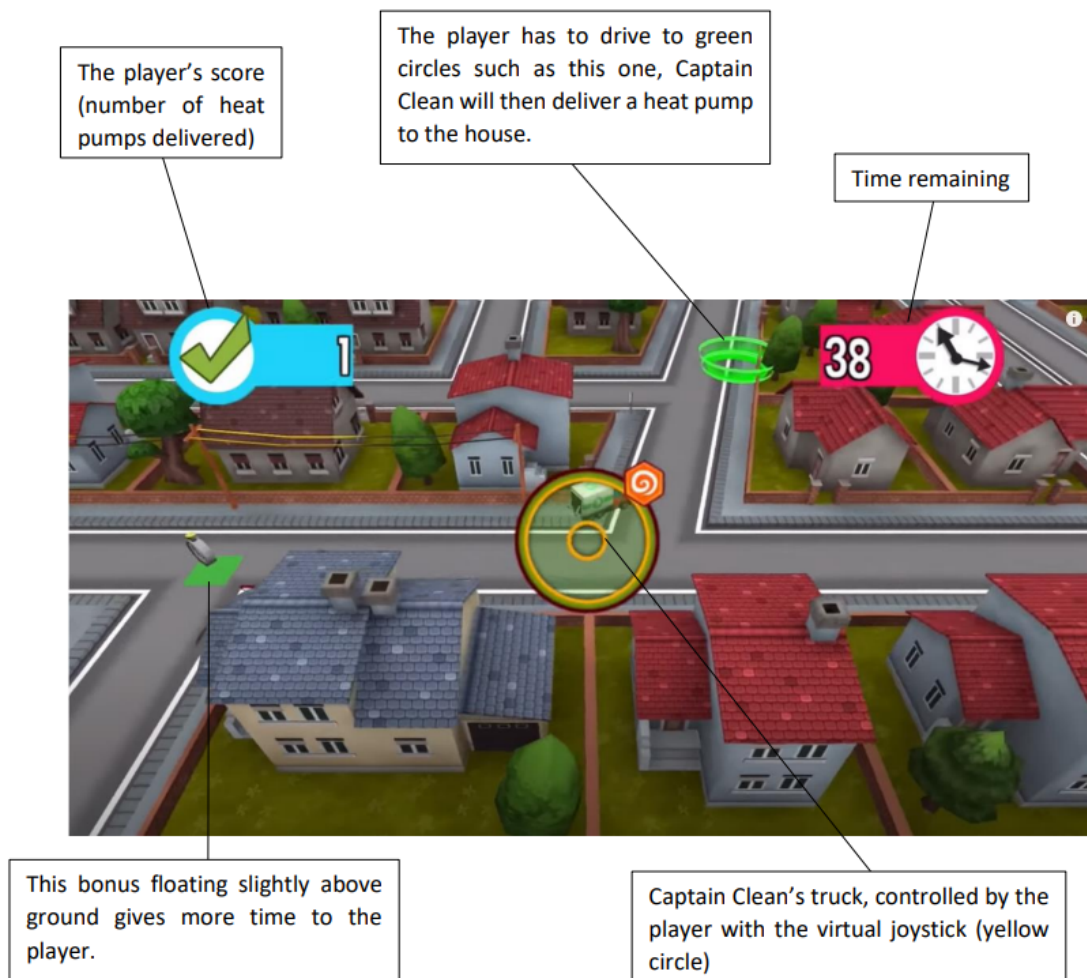 The player has to drive to green
circles such as this one, Captain
Clean will then deliver a heat pump
to the house.
The player’s score
(number of heat
pumps delivered)
Time remaining
1
38
This bonus floating slightly above
ground gives more time to the
player.
Captain Clean’s truck, controlled by the
player with the virtual joystick (yellow
circle)